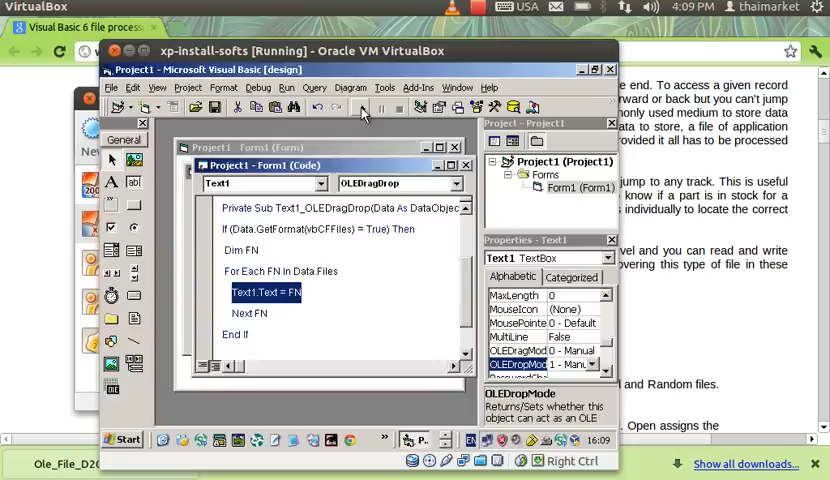 VirtualBox
USA
4:09 PM
thaimarket
Visual Basic 6 file process
xp-install-softs [Running] - Oracle VM VirtualBox
Project1 - Microsoft Visual Basic [design]
File Edit View Project Format Debug Run Query Diagram Tools Add-Ins Window Help
General
Project1 - Form1 (Form)
Project1 - Form1 (Code)
Text1 OLEDragDrop
Private Sub Text1_OLEDragDrop(Data As DataObjec
If (Data.GetFormat(vbCFFiles) = True) Then
Dim FN
For Each FN In Data.Files
Text1.Text = FN
Next FN
End If
Project - Project1
Project1 (Project1)
Forms
Form1 (Form1)
Properties - Text1
Text1 TextBox
Alphabetic Categorized
MaxLength 0
MouseIcon (None)
MousePointe 0 - Default
MultiLine False
OLEDragMod 0 - Manual
OLEDropMod 1 - Manu
OLEDropMode
Returns/Sets whether this
object can act as an OLE
e end. To access a given record
rward or back but you can't jump
nmonly used medium to store data
data to store, a file of application
rovided it all has to be processed
jump to any track. This is useful
know if a part is in stock for a
s individually to locate the correct
vel and you can read and write
overing this type of file in these
l and Random files.
. Open assigns the
Start
P..
EN
16:09
Right Ctrl
Ole_File_D2
Show all downloads...